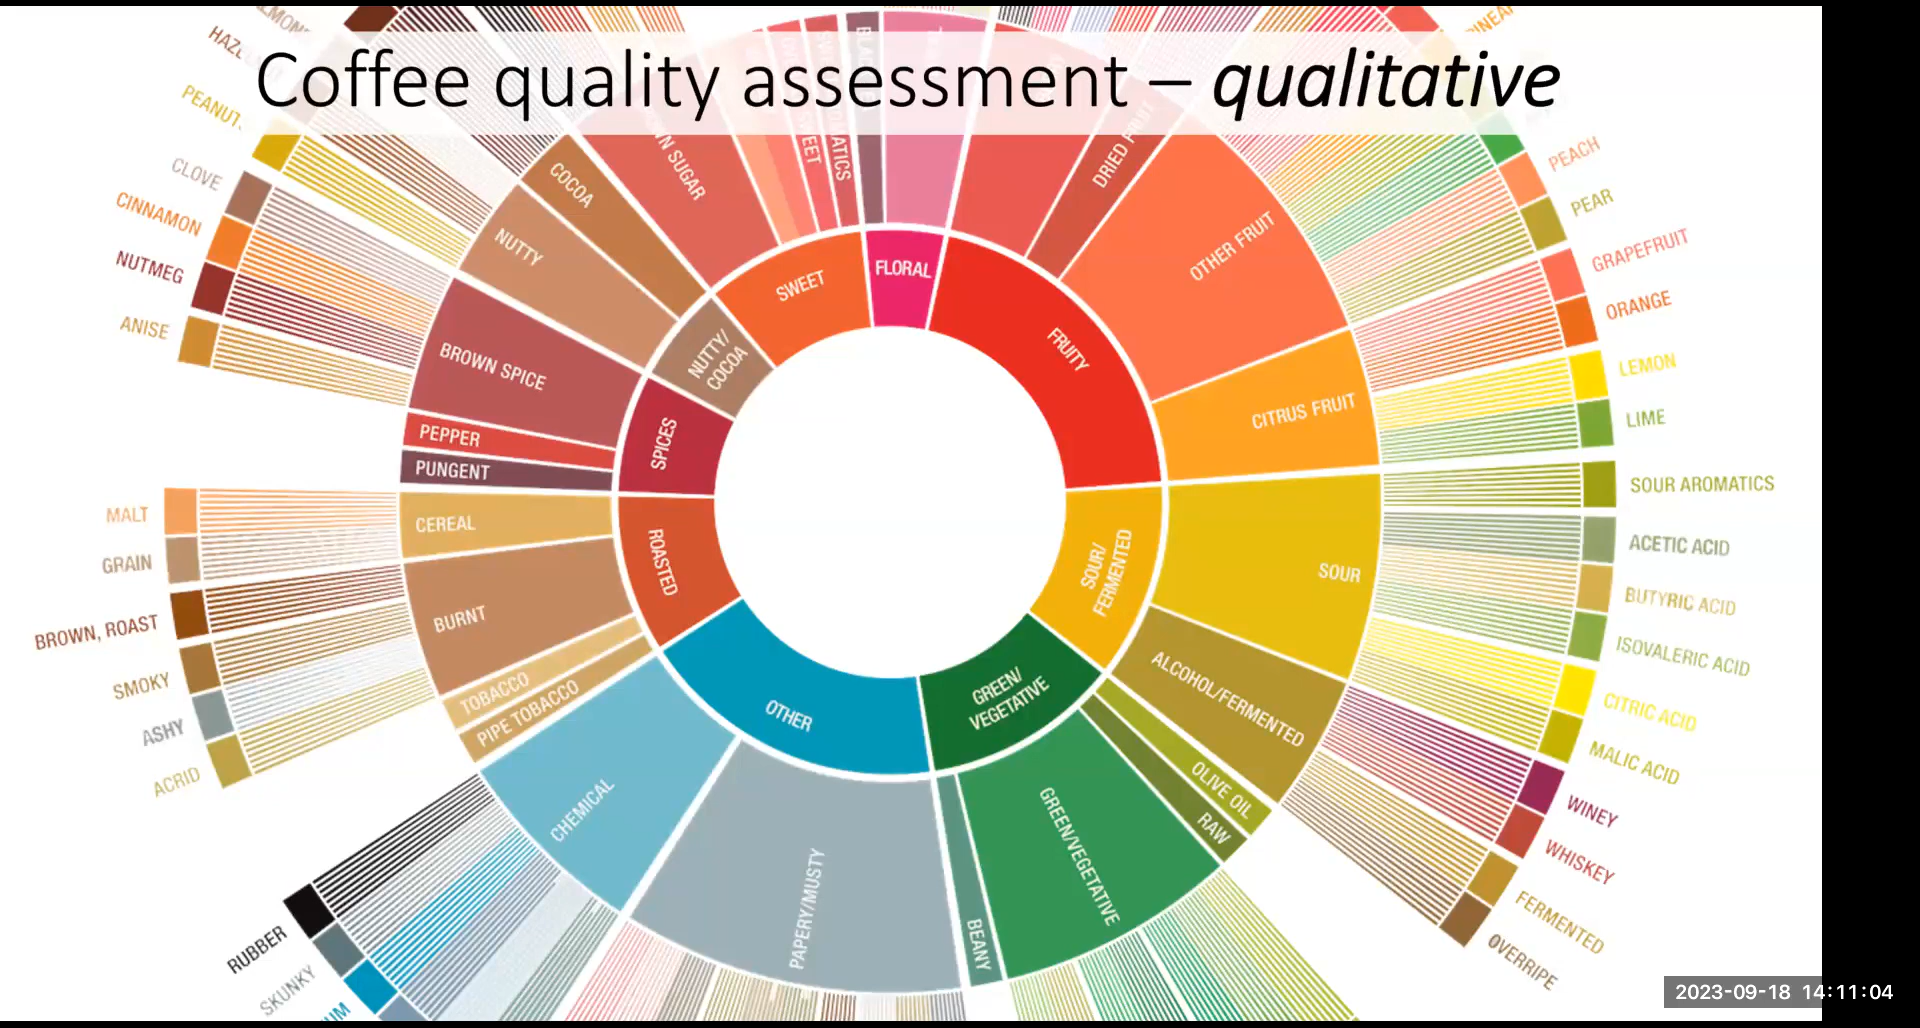 Coffee quality assessment – qualitative
FLORAL
FRUITY
SOUR/
FERMENTED
GREEN/
VEGETATIVE
OTHER
ROASTED
SPICES
NUTTY/
COCOA
SWEET
DRIED
OTHER FRUIT
CITRUS FRUIT
SOUR
ALCOHOL/FERMENTED
OLIVE OIL
RAW
GREEN/VEGETATIVE
BEANY
PAPERY/MUSTY
CHEMICAL
PIPE TOBACCO
TOBACCO
BURNT
CEREAL
PUNGENT
PEPPER
BROWN SPICE
NUTTY
COCOA
SUGAR
PEACH
PEAR
GRAPEFRUIT
ORANGE
LEMON
LIME
SOUR AROMATICS
ACETIC ACID
BUTYRIC ACID
ISOVALERIC ACID
CITRIC ACID
MALIC ACID
WINEY
WHISKEY
FERMENTED
OVERRIPE
SKUNKY
RUBBER
ACRID
ASHY
SMOKY
BROWN, ROAST
GRAIN
MALT
ANISE
NUTMEG
CINNAMON
CLOVE
PEANUT
2023-09-18 14:11:04